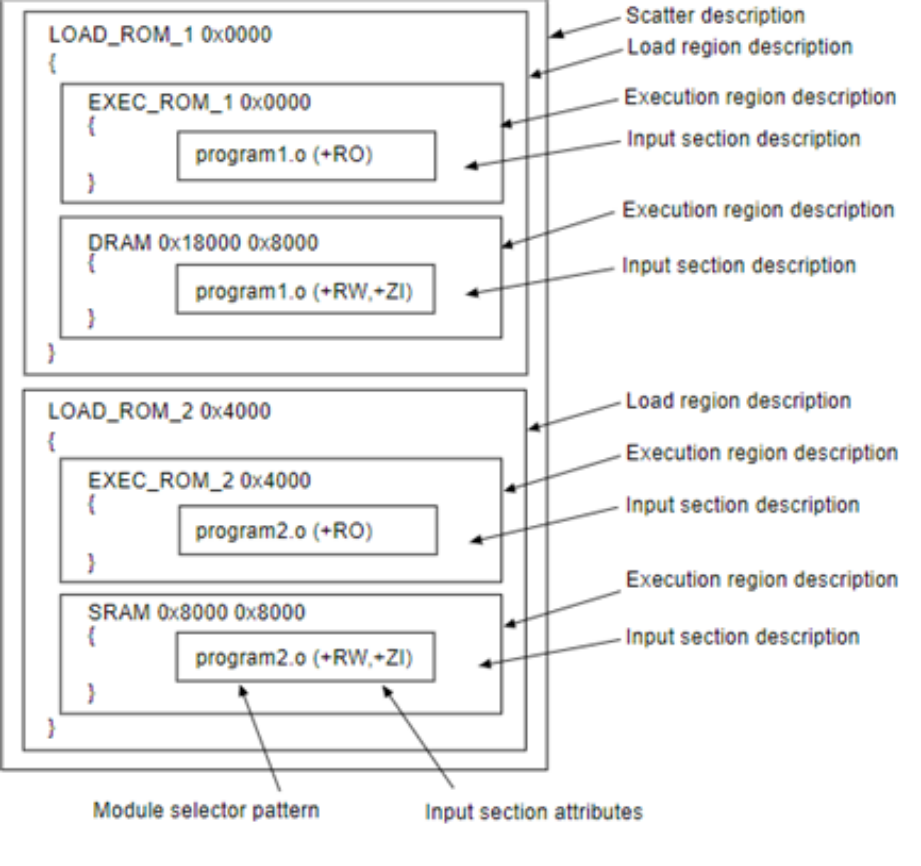 Scatter description
LOAD_ROM_1 0x0000
Load region description
{
EXEC_ROM_1 0x0000
Execution region description
{
program1.o (+RO)
Input section description
}
DRAM 0x18000 0x8000
Execution region description
{
program1.o (+RW,+ZI)
Input section description
}
}
LOAD_ROM_2 0x4000
Load region description
{
EXEC_ROM_2 0x4000
Execution region description
{
program2.o (+RO)
Input section description
}
SRAM 0x8000 0x8000
Execution region description
{
program2.o (+RW,+ZI)
Input section description
}
}
Module selector pattern
Input section attributes